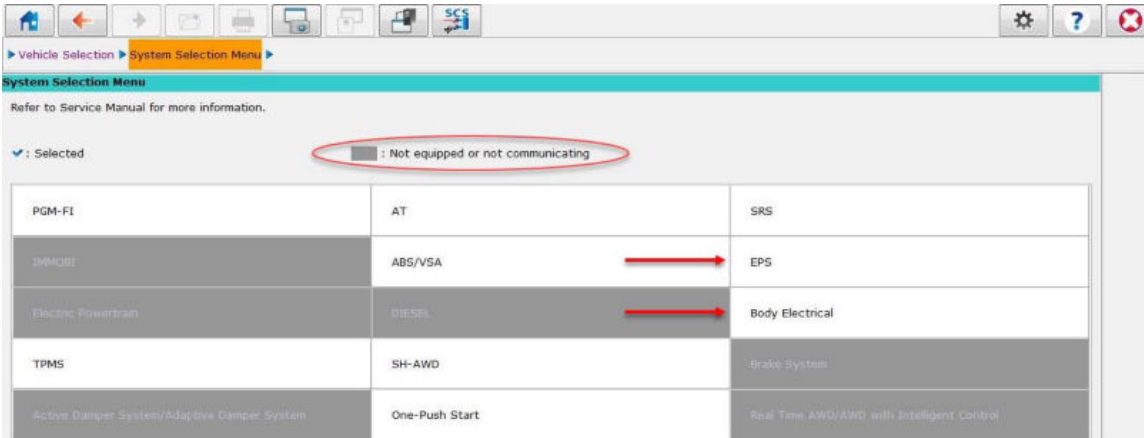 SCS
?
Vehicle Selection System Selection Menu
System Selection Menu
Refer to Service Manual for more information.
: Selected : Not equipped or not communicating
PGM-FI AT SRS
IMMOBI ABS/VSA EPS
Electric Powertrain DIESEL Body Electrical
TPMS SH-AWD Brake System
Active Damper System/Adaptive Damper System One-Push Start Real Time AWD/AWD with Intelligent Control